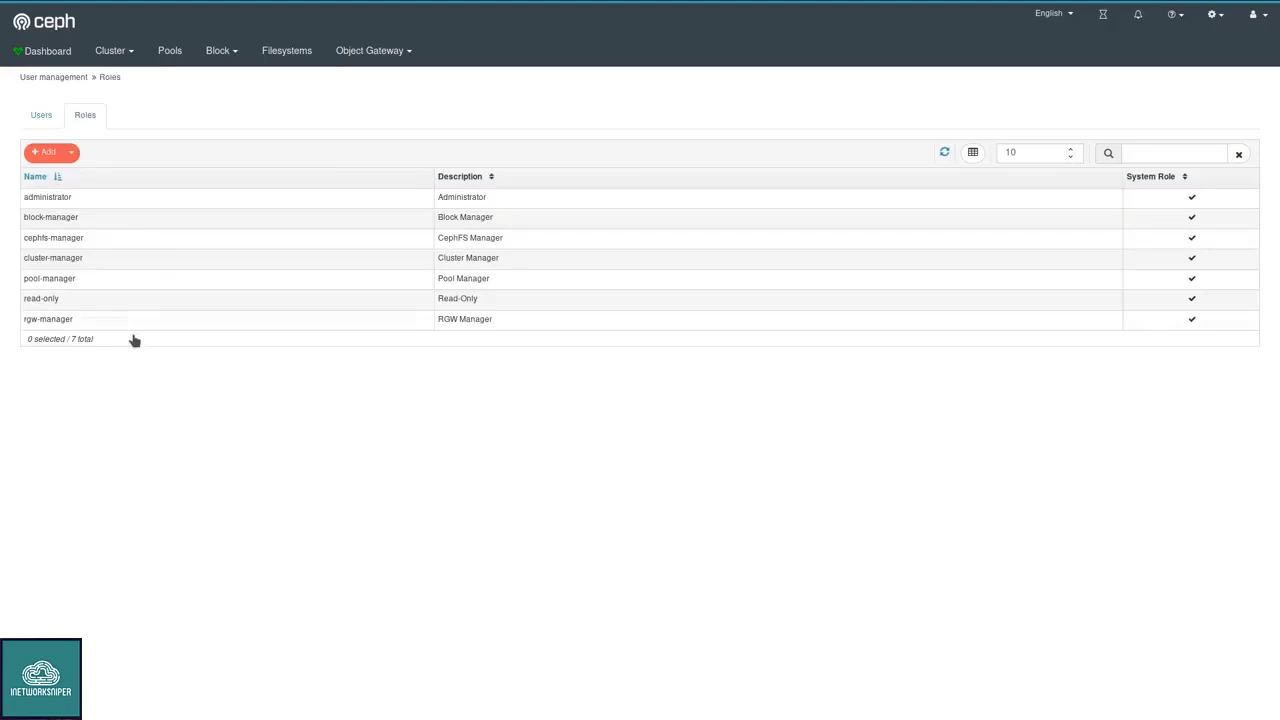 ceph
English
Dashboard Cluster Pools Block Filesystems Object Gateway
User management » Roles
Users Roles
+ Add 10
Name Description System Role
administrator Administrator
block-manager Block Manager
cephfs-manager CephFS Manager
cluster-manager Cluster Manager
pool-manager Pool Manager
read-only Read-Only
rgw-manager RGW Manager
0 selected / 7 total
INETWORKSNIPER